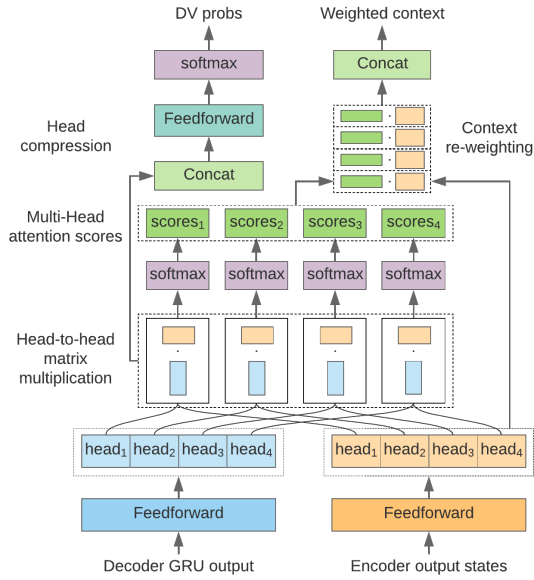 DV probs
Weighted context
softmax
Concat
Feedforward
Head
compression
Context
re-weighting
Concat
Multi-Head
attention scores
scores₁ scores₂ scores₃ scores₄
softmax softmax softmax softmax
Head-to-head
matrix
multiplication
head₁ head₂ head₃ head₄
head₁ head₂ head₃ head₄
Feedforward
Feedforward
Decoder GRU output
Encoder output states